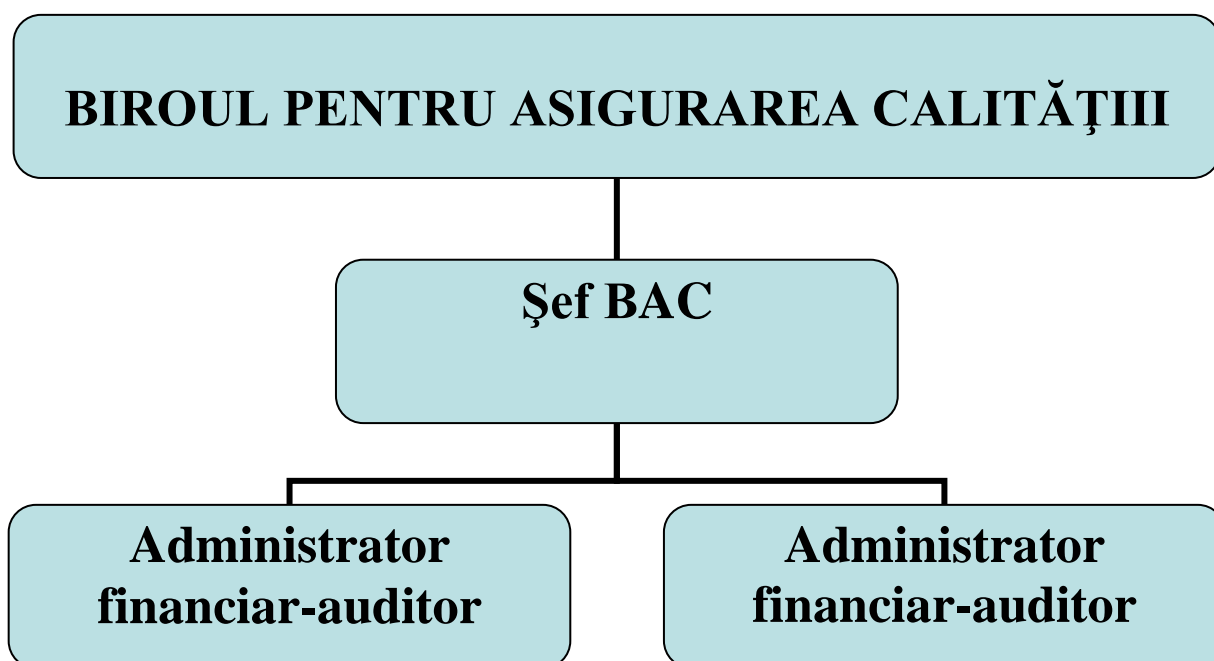 BIROUL PENTRU ASIGURAREA CALITĂŢIII
Şef BAC
Administrator
financiar-auditor
Administrator
financiar-auditor